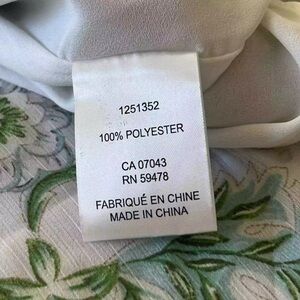 1251352
100% POLYESTER
CA 07043
RN 59478
FABRIQUÉ EN CHINE
MADE IN CHINA